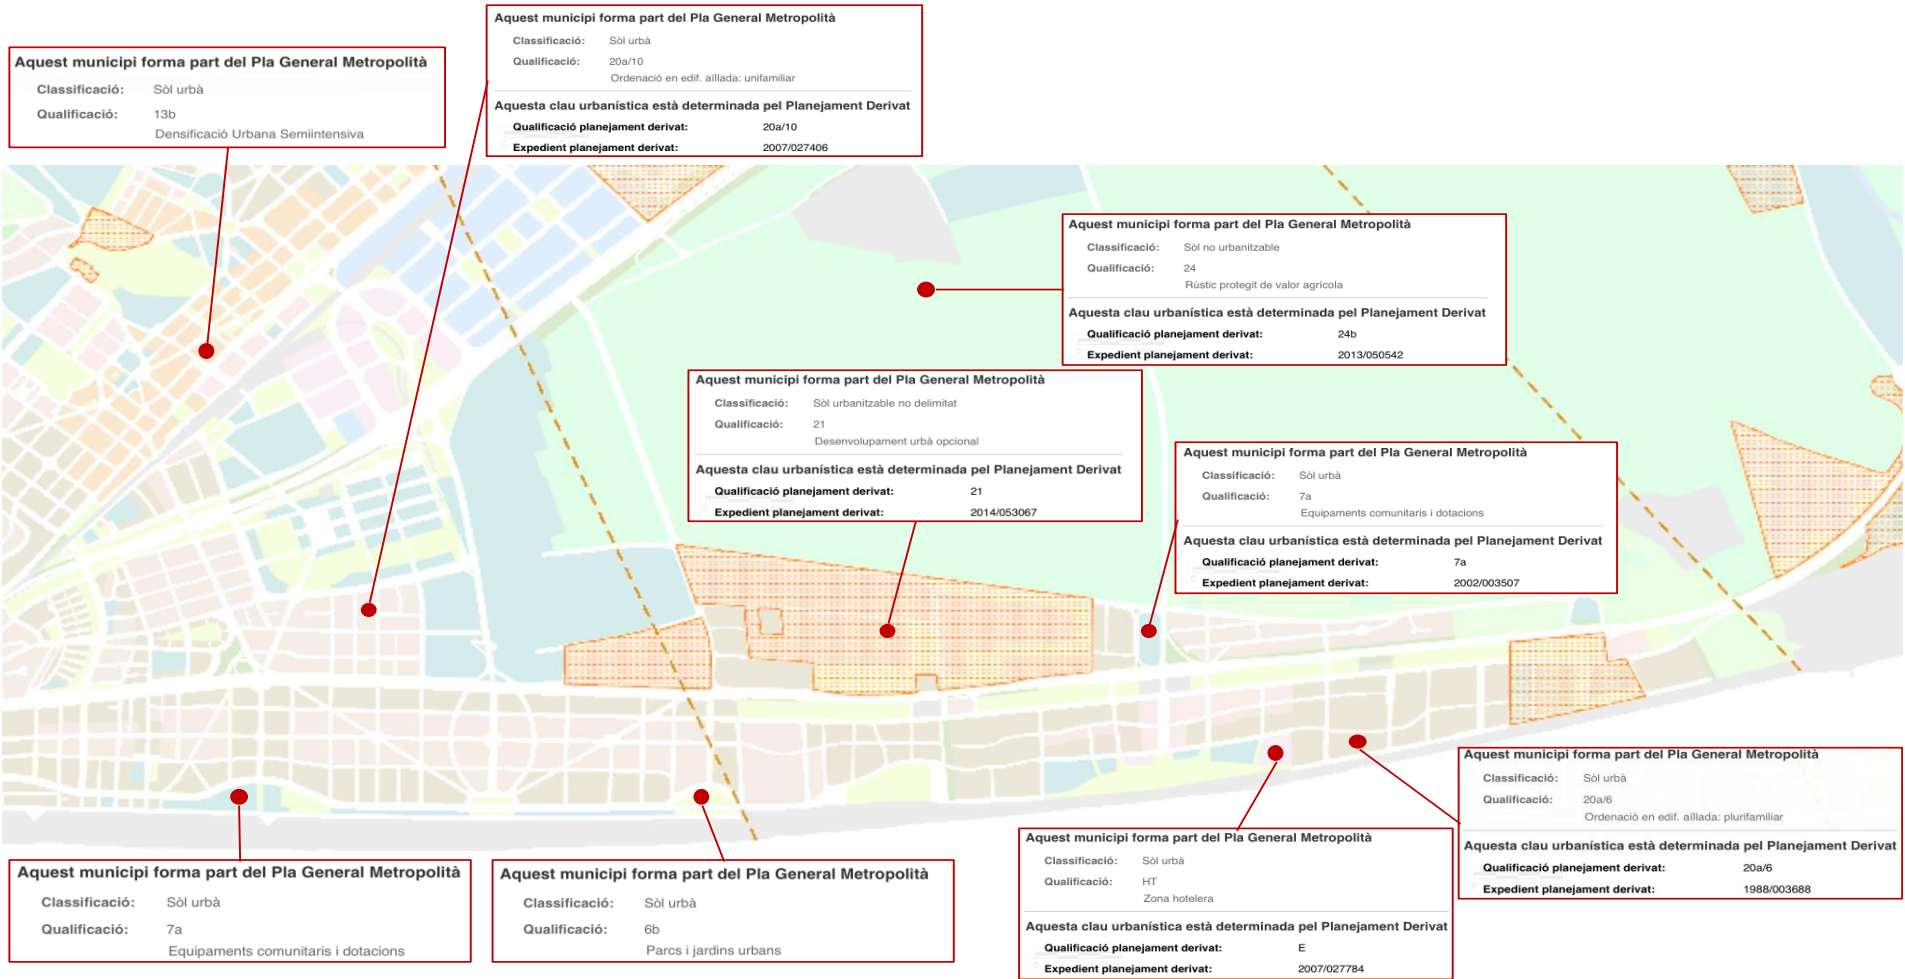 Aquest municipi forma part del Pla General Metropolità
Classificació: Sòl urbà
Qualificació: 13b
Densificació Urbana Semiintensiva
Aquest municipi forma part del Pla General Metropolità
Classificació: Sòl urbà
Qualificació: 20a/10
Ordenació en edif. aïllada: unifamiliar
Aquesta clau urbanística està determinada pel Planejament Derivat
Qualificació planejament derivat: 20a/10
Expedient planejament derivat: 2007/027406
Aquest municipi forma part del Pla General Metropolità
Classificació: Sòl no urbanitzable
Qualificació: 24
Rústic protegit de valor agrícola
Aquesta clau urbanística està determinada pel Planejament Derivat
Qualificació planejament derivat: 24b
Expedient planejament derivat: 2013/050542
Aquest municipi forma part del Pla General Metropolità
Classificació: Sòl urbanitzable no delimitat
Qualificació: 21
Desenvolupament urbà opcional
Aquesta clau urbanística està determinada pel Planejament Derivat
Qualificació planejament derivat: 21
Expedient planejament derivat: 2014/053067
Aquest municipi forma part del Pla General Metropolità
Classificació: Sòl urbà
Qualificació: 7a
Equipaments comunitaris i dotacions
Aquesta clau urbanística està determinada pel Planejament Derivat
Qualificació planejament derivat: 7a
Expedient planejament derivat: 2002/003507
Aquest municipi forma part del Pla General Metropolità
Classificació: Sòl urbà
Qualificació: 20a/6
Ordenació en edif. aïllada: plurifamiliar
Aquesta clau urbanística està determinada pel Planejament Derivat
Qualificació planejament derivat: 20a/6
Expedient planejament derivat: 1988/003688
Aquest municipi forma part del Pla General Metropolità
Classificació: Sòl urbà
Qualificació: HT
Zona hotelera
Aquesta clau urbanística està determinada pel Planejament Derivat
Qualificació planejament derivat: E
Expedient planejament derivat: 2007/027784
Aquest municipi forma part del Pla General Metropolità
Classificació: Sòl urbà
Qualificació: 7a
Equipaments comunitaris i dotacions
Aquest municipi forma part del Pla General Metropolità
Classificació: Sòl urbà
Qualificació: 6b
Parcs i jardins urbans